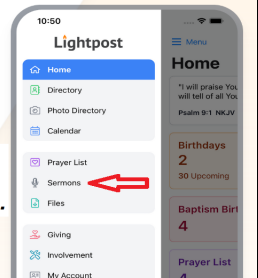 10:50
Lightpost
Home
Directory
Photo Directory
Calendar
Prayer List
Sermons
Files
Giving
Involvement
My Account
Menu
Home
"I will praise You
will tell of all You
Psalm 9:1 NKJV
Birthdays
2
30 Upcoming
Baptism Birt
4
Prayer List